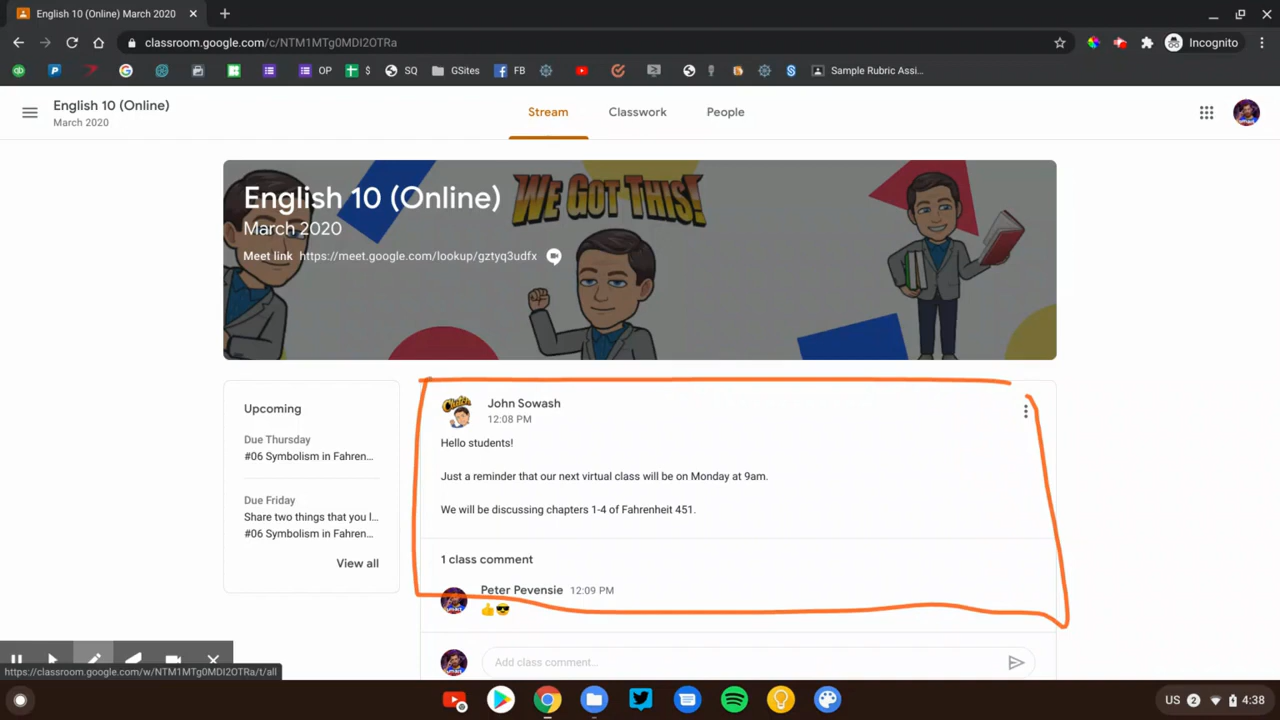 English 10 (Online) March 2020
classroom.google.com/c/NTM1MTg0MDI2OTRa
Incognito
OP
$
SQ
GSites
FB
Sample Rubric Assi...
English 10 (Online)
March 2020
Stream
Classwork
People
English 10 (Online)
March 2020
Meet link https://meet.google.com/lookup/gztyq3udfx
WE GOT THIS!
Upcoming
Due Thursday
#06 Symbolism in Fahren...
Due Friday
Share two things that you l...
#06 Symbolism in Fahren...
View all
John Sowash
12:08 PM
Hello students!
Just a reminder that our next virtual class will be on Monday at 9am.
We will be discussing chapters 1-4 of Fahrenheit 451.
1 class comment
Peter Pevensie 12:09 PM
👍😎
Add class comment...
https://classroom.google.com/w/NTM1MTg0MDI2OTRa/t/all
US 2 4:38